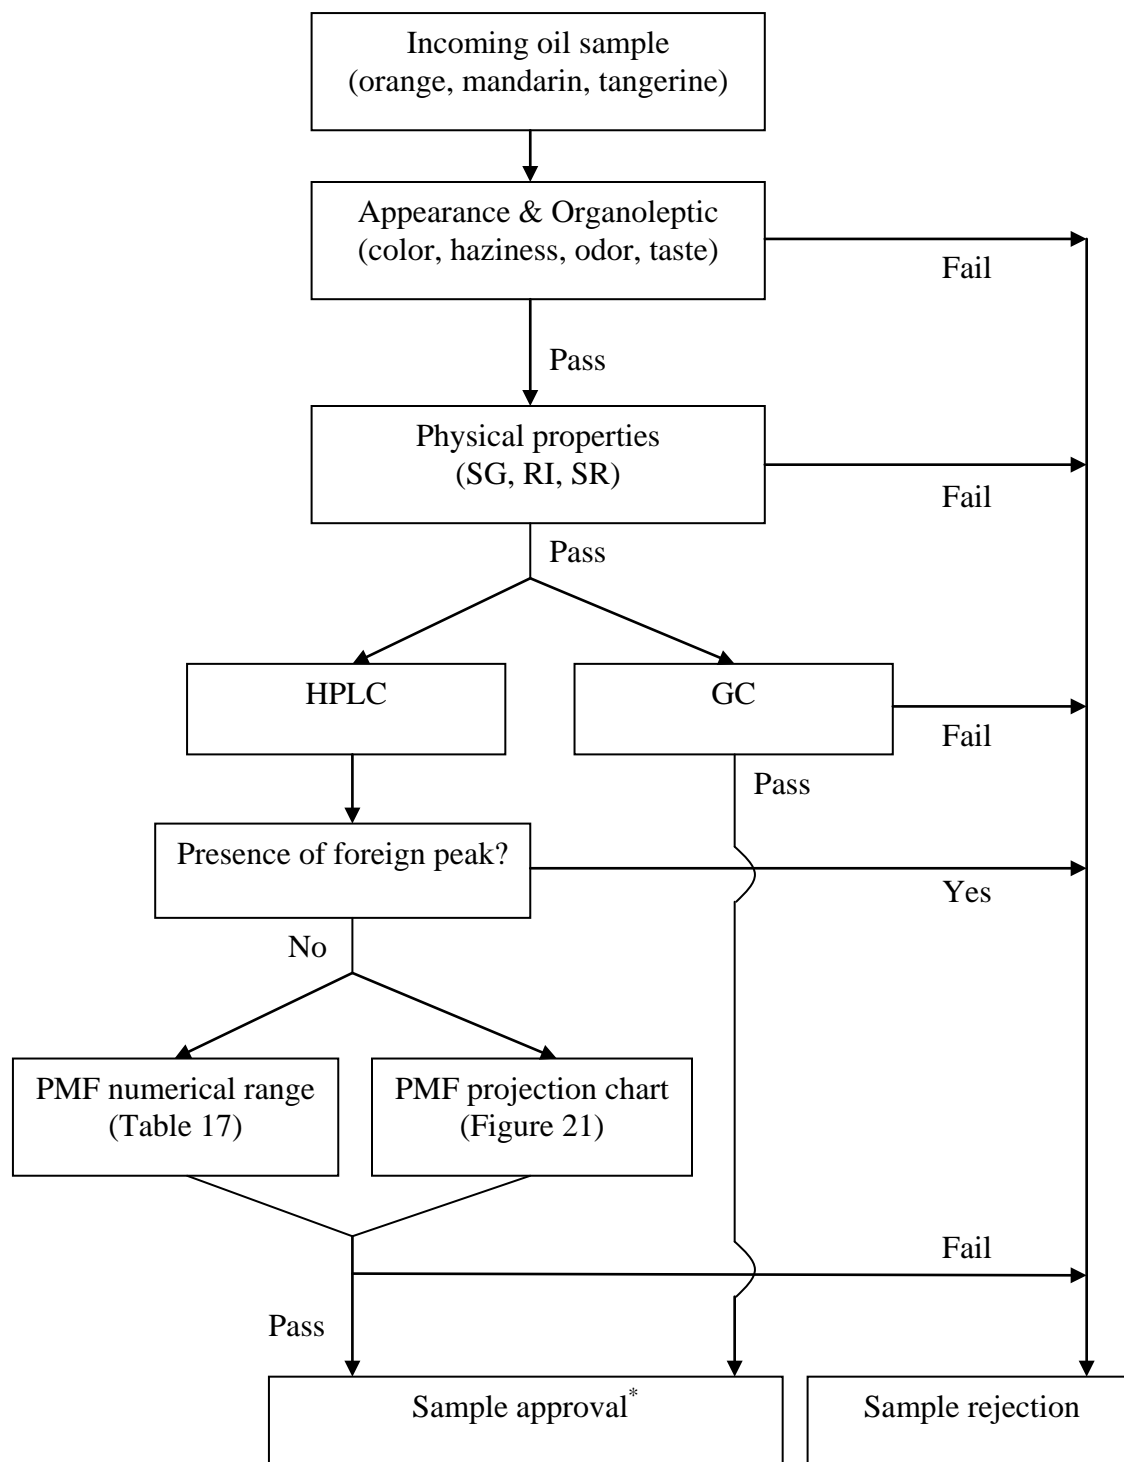 Incoming oil sample
(orange, mandarin, tangerine)
Appearance & Organoleptic
(color, haziness, odor, taste)
Fail
Pass
Physical properties
(SG, RI, SR)
Fail
Pass
HPLC
GC
Fail
Pass
Presence of foreign peak?
Yes
No
PMF numerical range
(Table 17)
PMF projection chart
(Figure 21)
Fail
Pass
Sample approval*
Sample rejection